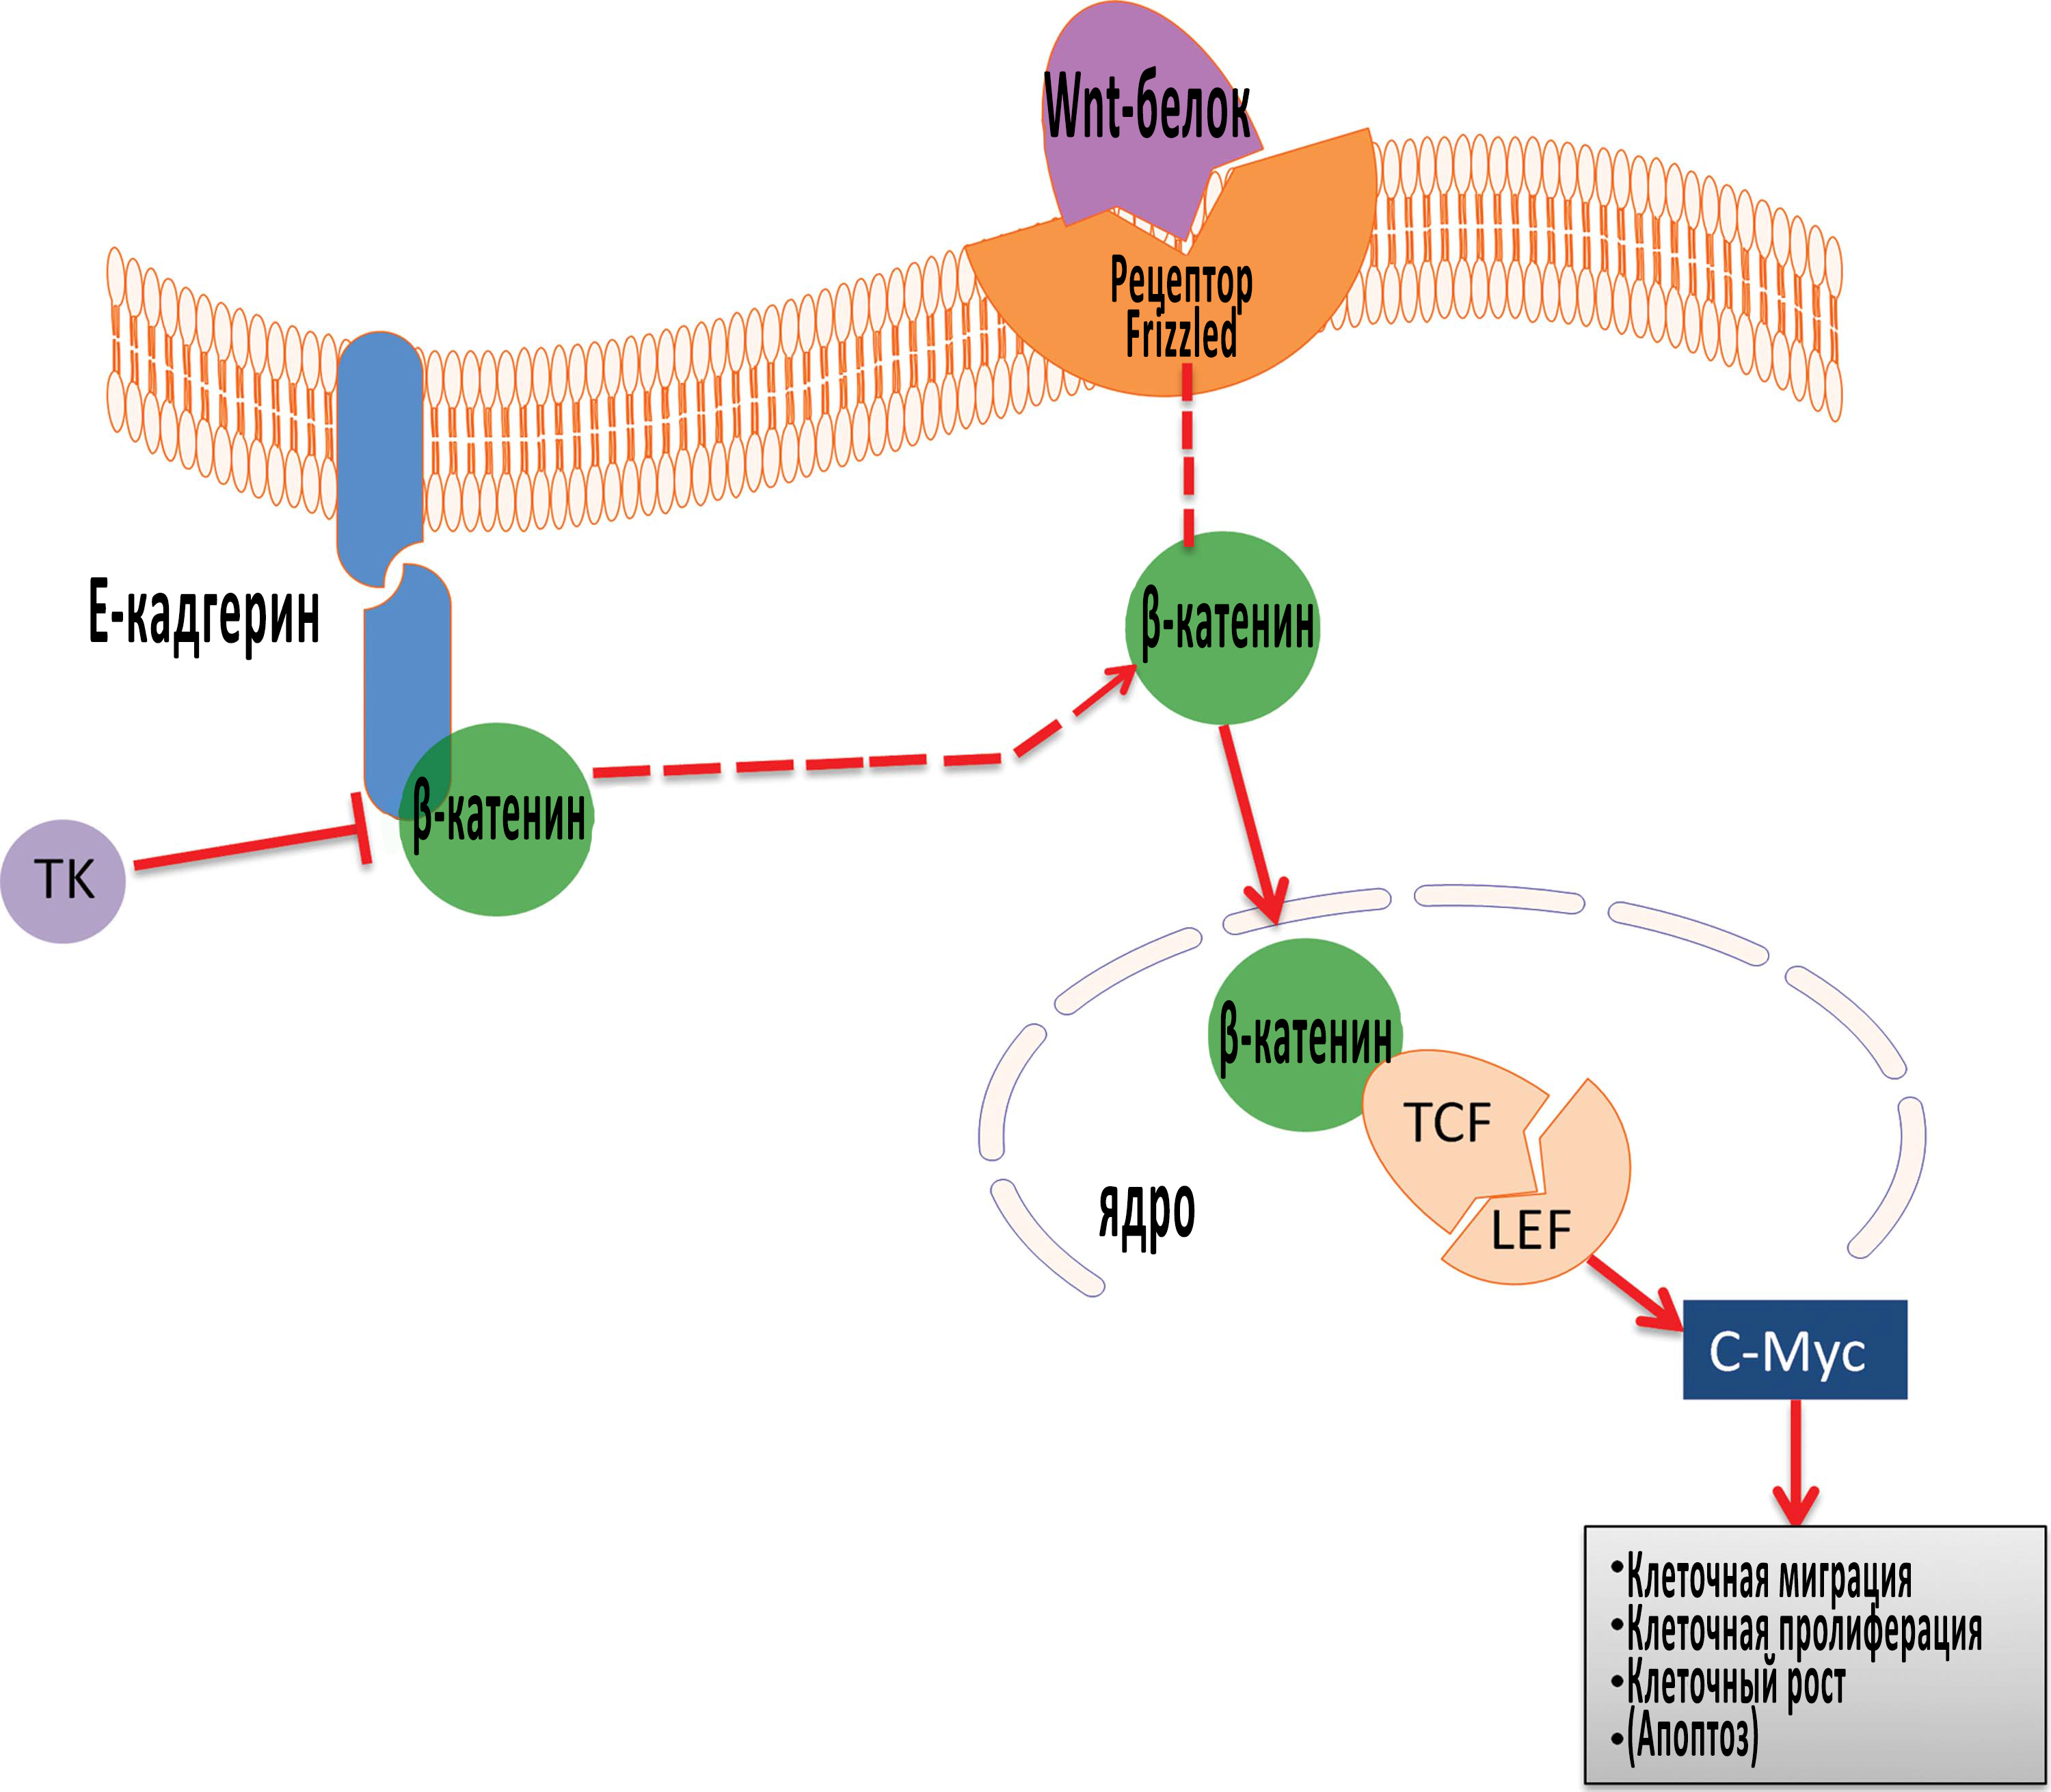 Wnt-белок
Рецептор
Frizzled
Е-кадгерин
β-катенин
β-катенин
ТК
β-катенин
TCF
LEF
ядро
C-Myc
•Клеточная миграция
•Клеточная пролиферация
•Клеточный рост
•(Апоптоз)